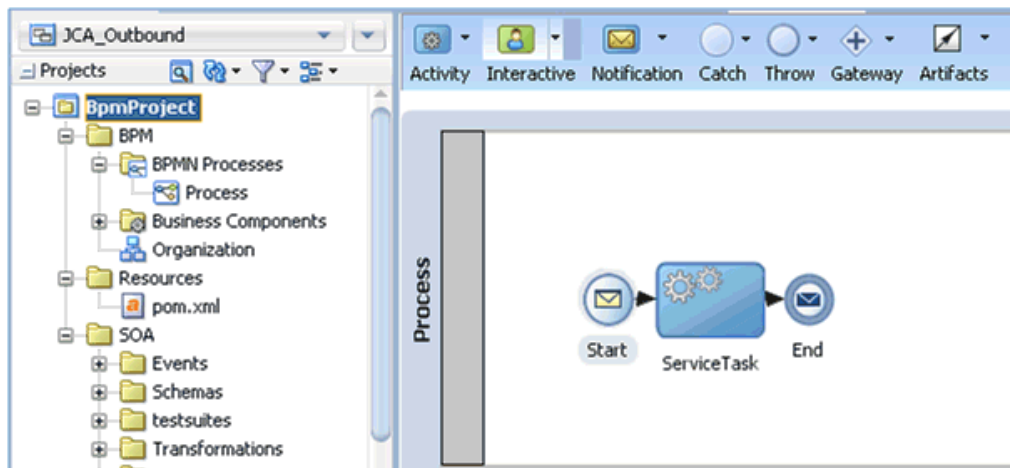 JCA_Outbound
Projects
BpmProject
BPM
BPMN Processes
Process
Business Components
Organization
Resources
pom.xml
SOA
Events
Schemas
testsuites
Transformations
Activity Interactive Notification Catch Throw Gateway Artifacts
Process
Start ServiceTask End